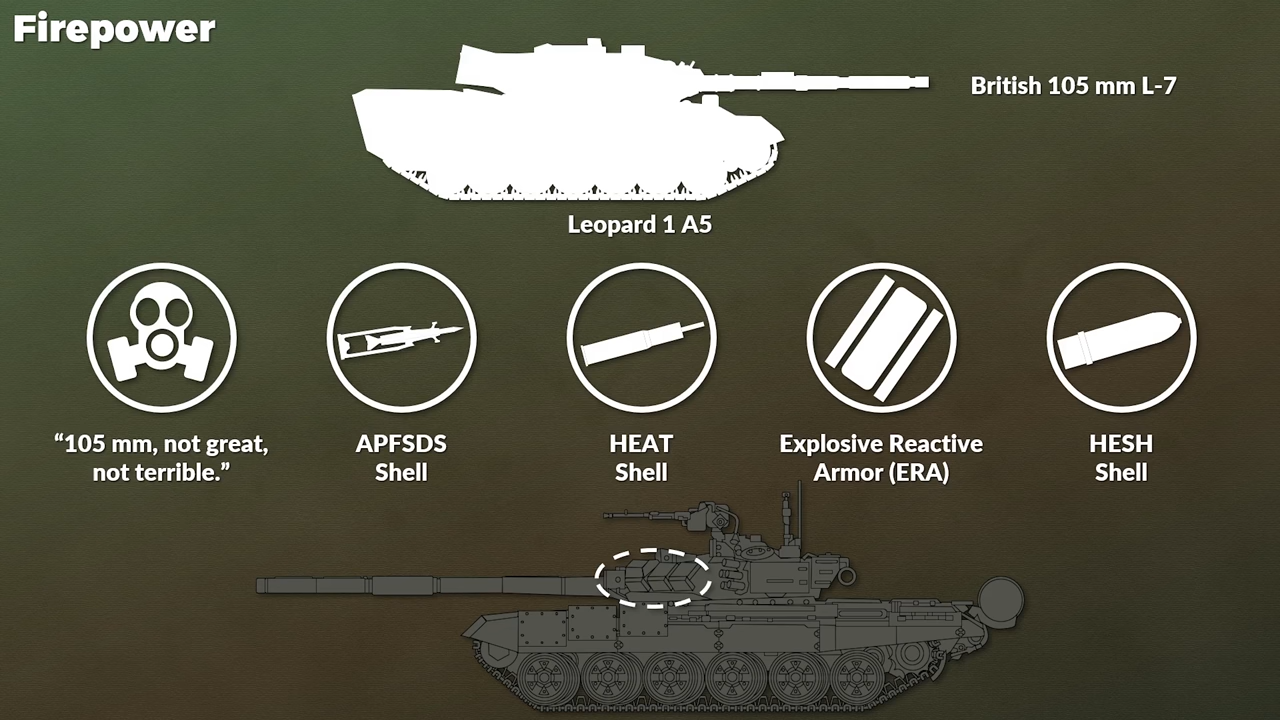 Firepower
British 105 mm L-7
Leopard 1 A5
“105 mm, not great,
not terrible.”
APFSDS
Shell
HEAT
Shell
Explosive Reactive
Armor (ERA)
HESH
Shell